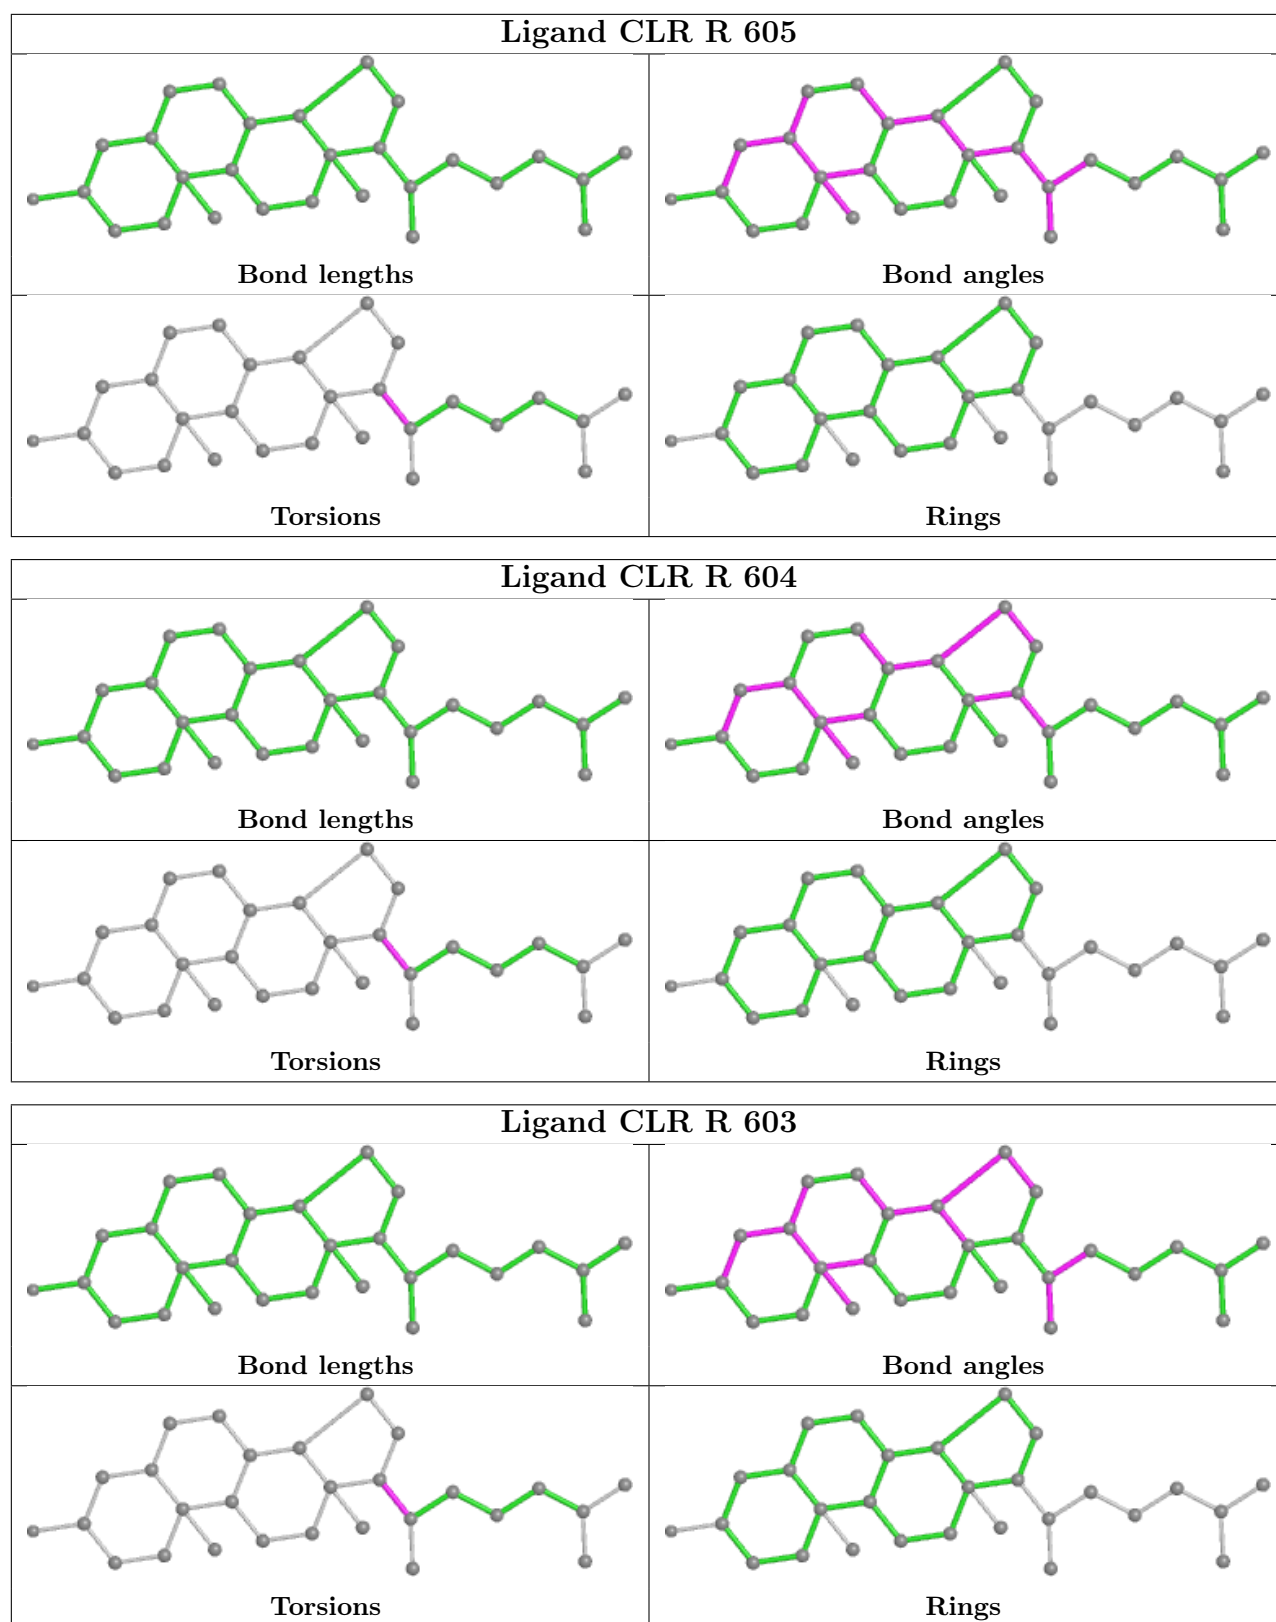 Ligand CLR R 605
Bond lengths
Bond angles
Torsions
Rings
Ligand CLR R 604
Bond lengths
Bond angles
Torsions
Rings
Ligand CLR R 603
Bond lengths
Bond angles
Torsions
Rings